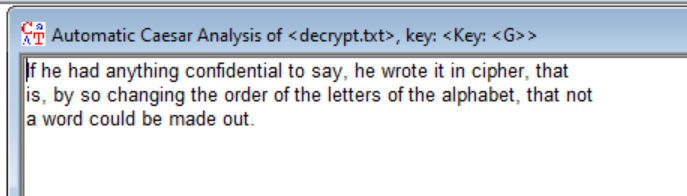 Automatic Caesar Analysis of <decrypt.txt>, key: <Key: <G>>
If he had anything confidential to say, he wrote it in cipher, that
is, by so changing the order of the letters of the alphabet, that not
a word could be made out.